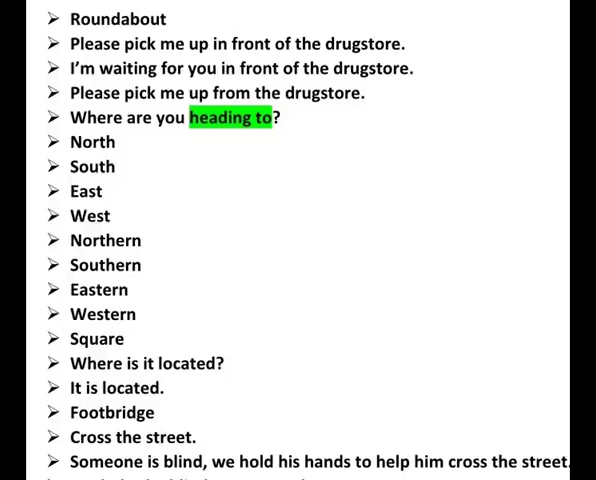 ➢ Roundabout
➢ Please pick me up in front of the drugstore.
➢ I'm waiting for you in front of the drugstore.
➢ Please pick me up from the drugstore.
➢ Where are you heading to?
➢ North
➢ South
➢ East
➢ West
➢ Northern
➢ Southern
➢ Eastern
➢ Western
➢ Square
➢ Where is it located?
➢ It is located.
➢ Footbridge
➢ Cross the street.
➢ Someone is blind, we hold his hands to help him cross the street.